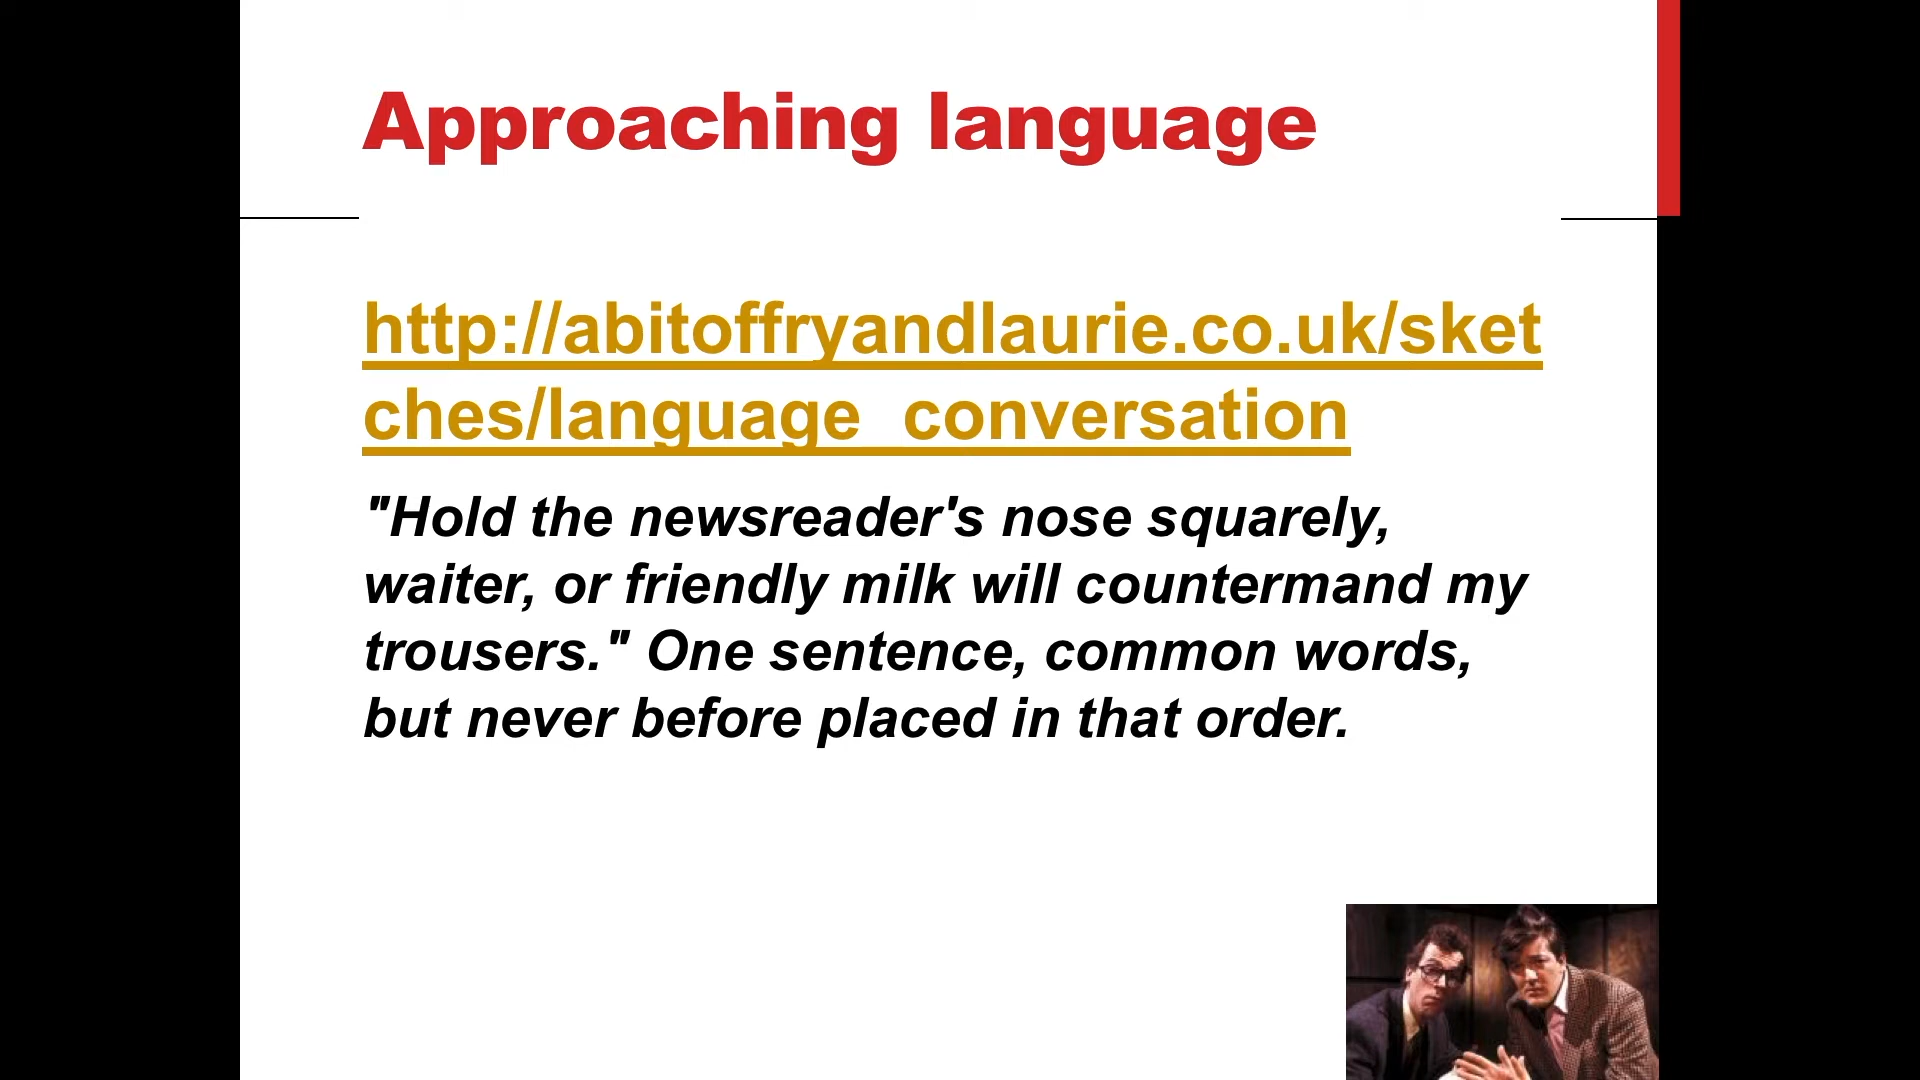 Approaching language
http://abitoffryandlaurie.co.uk/sket
ches/language_conversation
"Hold the newsreader's nose squarely,
waiter, or friendly milk will countermand my
trousers." One sentence, common words,
but never before placed in that order.